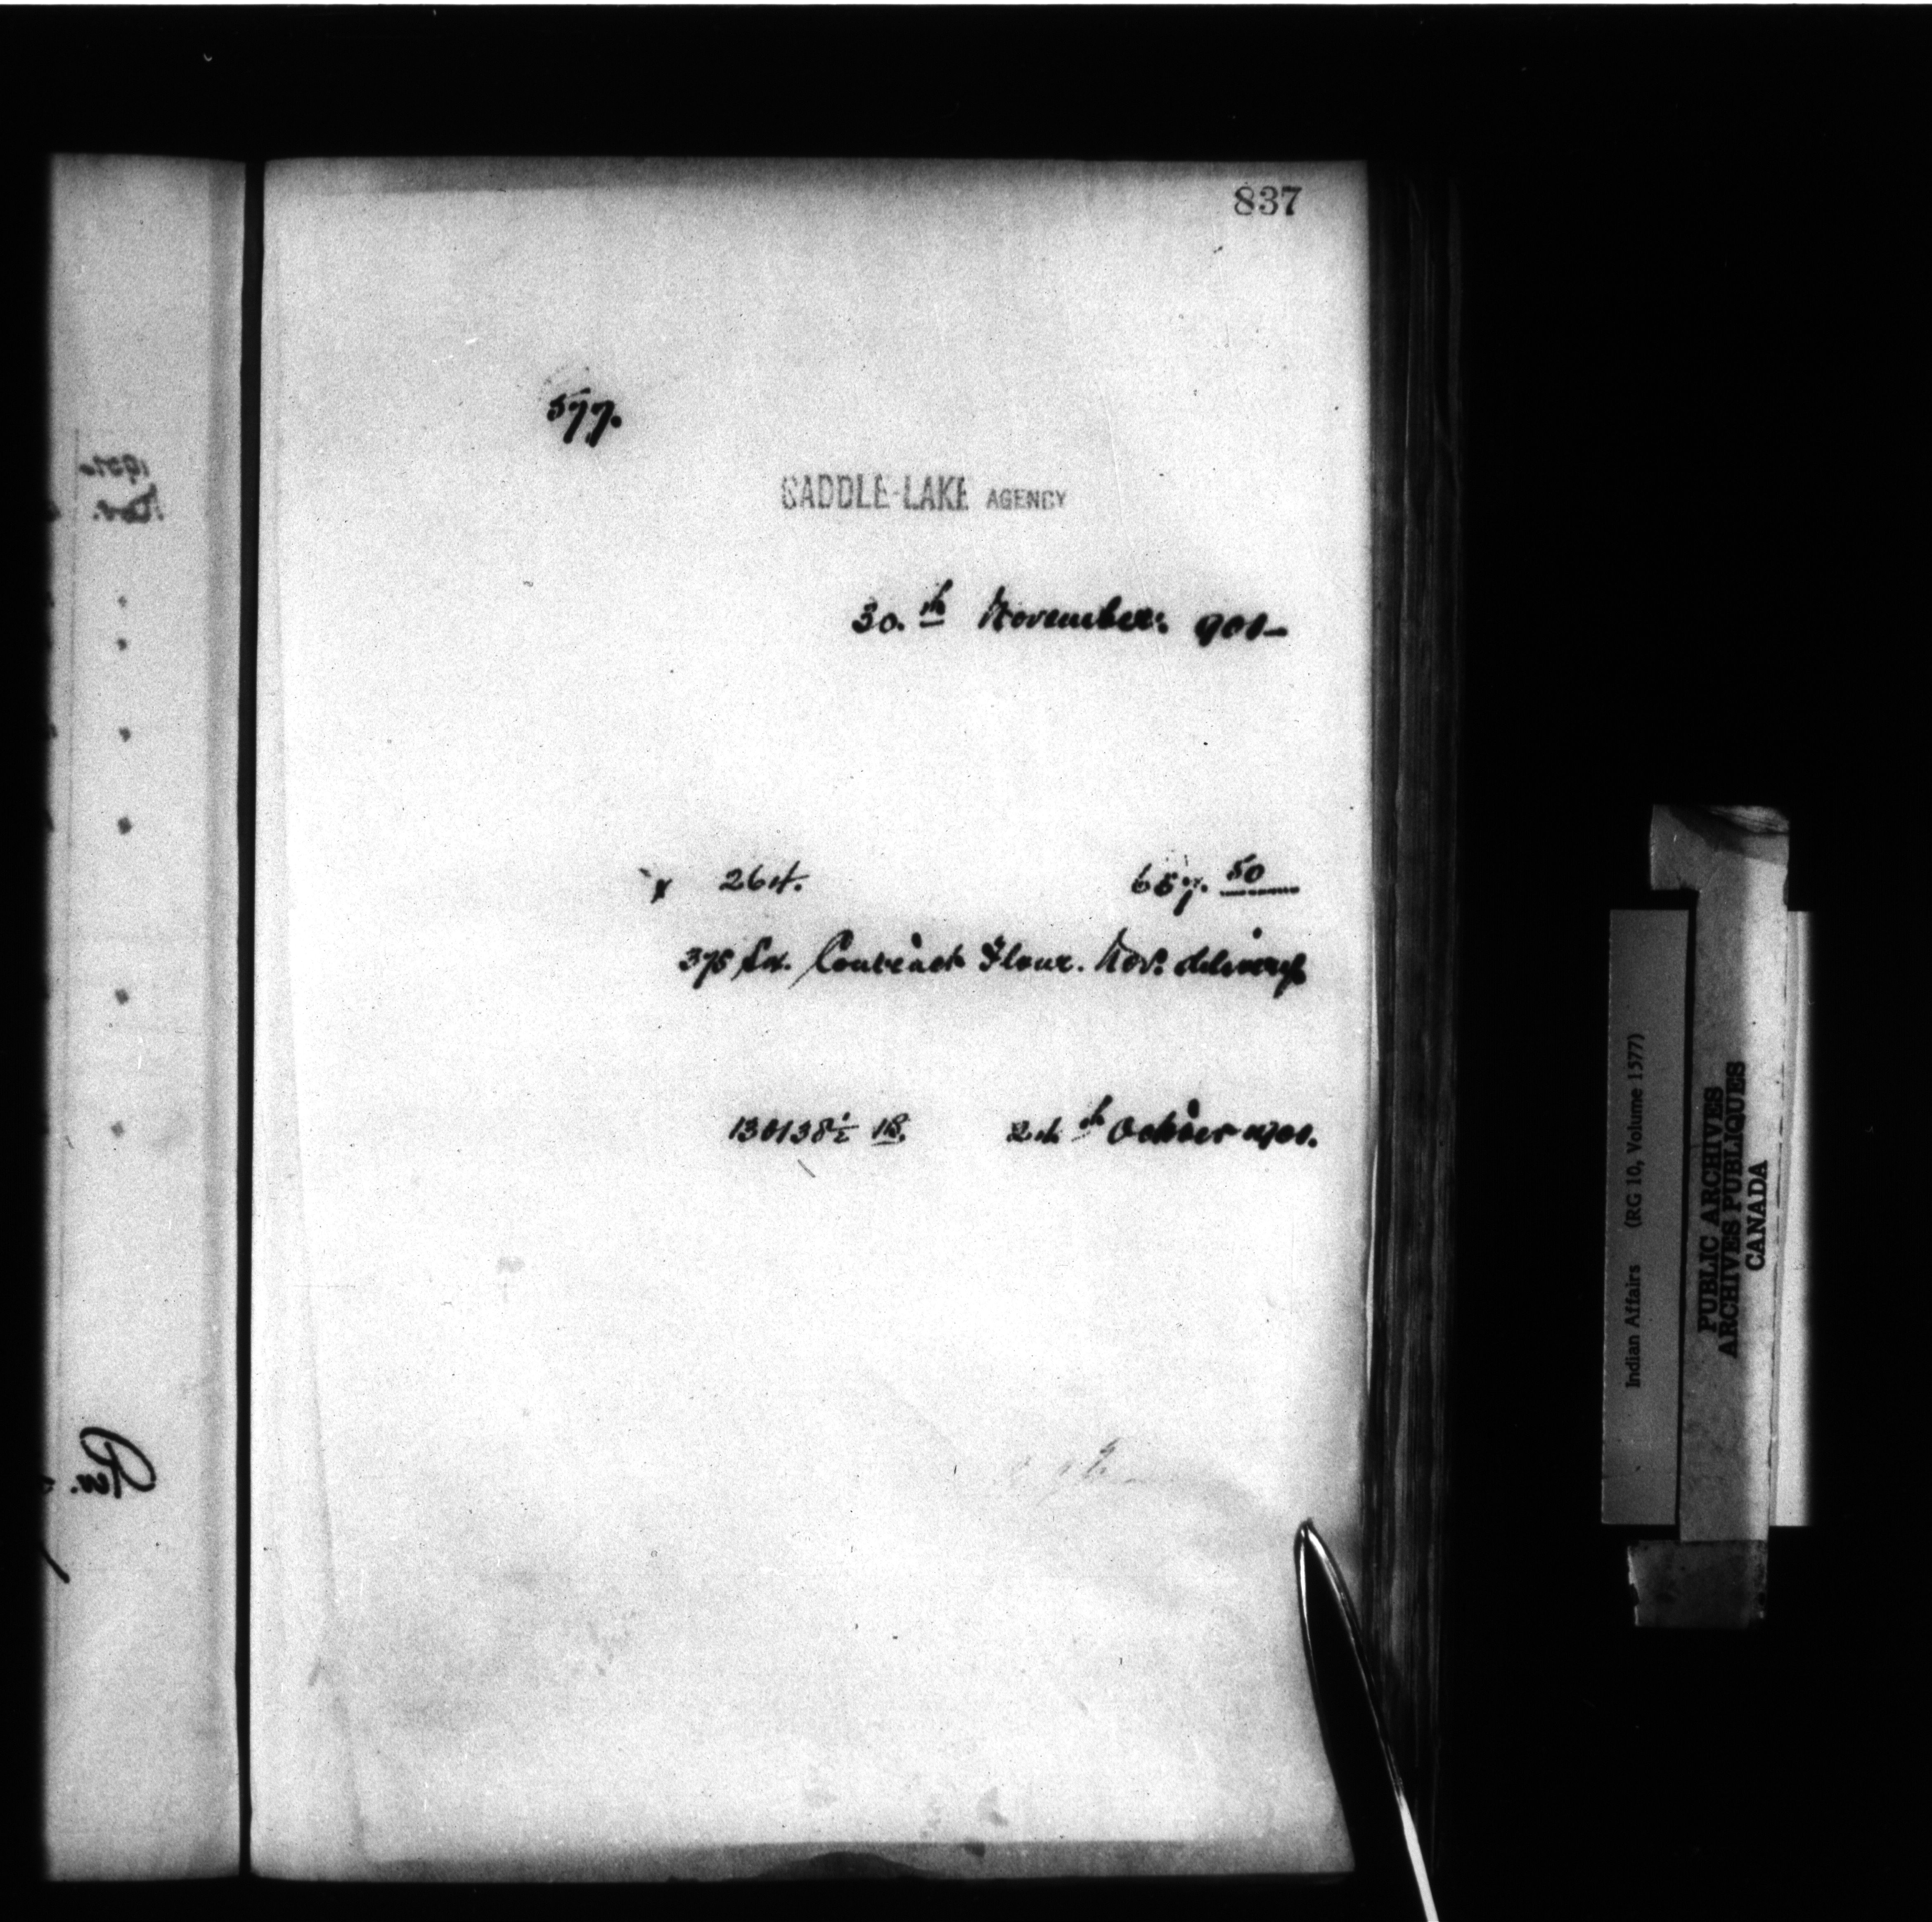 837
577.
SADDLE-LAKE AGENCY
30.th November. 901-
264. 657. 50
375 Sx. Contract Flour. Nov. delivery
130138½ 18. 24th October 1901.
Indian Affairs (RG 10, Volume 1577)
PUBLIC ARCHIVES
ARCHIVES PUBLIQUES
CANADA